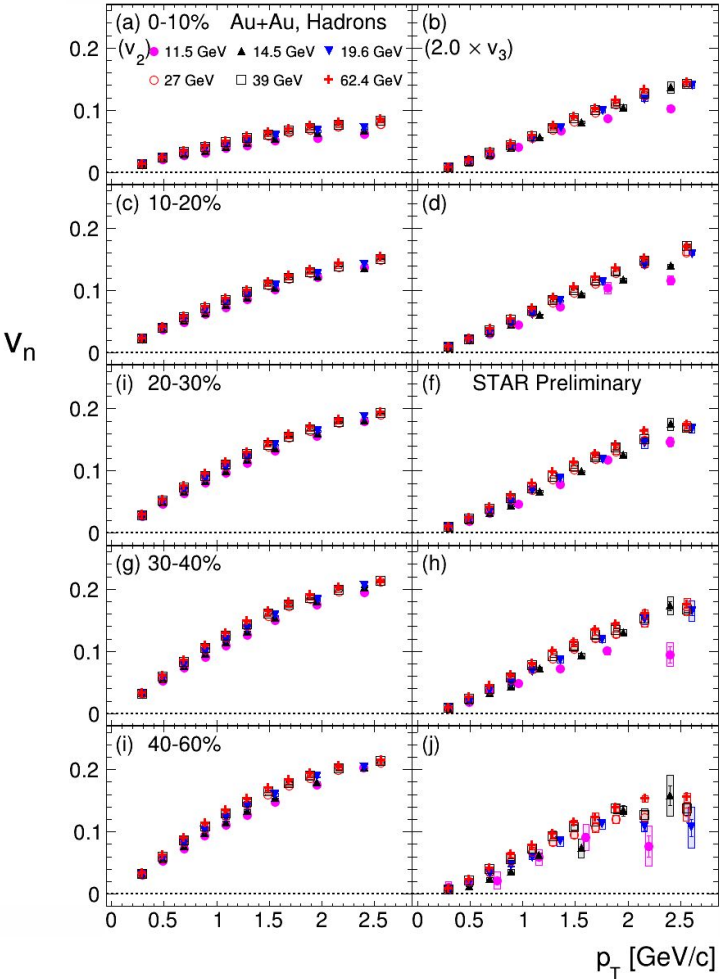 (a) 0-10% Au+Au, Hadrons (b)
(v2) 11.5 GeV 14.5 GeV 19.6 GeV (2.0 × v3)
27 GeV 39 GeV 62.4 GeV
0.2
0.1
0
(c) 10-20% (d)
0.2
0.1
0
vn
(i) 20-30% (f) STAR Preliminary
0.2
0.1
0
(g) 30-40% (h)
0.2
0.1
0
(i) 40-60% (j)
0.2
0.1
0
0 0.5 1 1.5 2 2.5 0 0.5 1 1.5 2 2.5
pT [GeV/c]